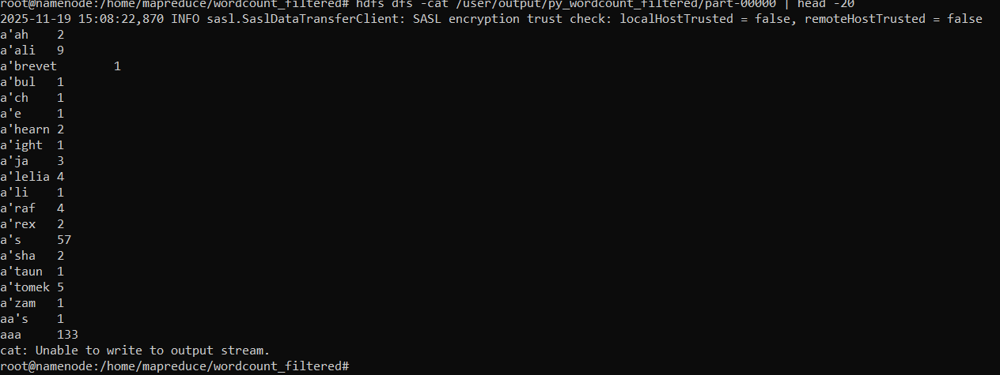 root@namenode:/home/mapreduce/wordcount_filtered# hdfs dfs -cat /user/output/py_wordcount_filtered/part-00000 | head -20
2025-11-19 15:08:22,870 INFO sasl.SaslDataTransferClient: SASL encryption trust check: localHostTrusted = false, remoteHostTrusted = false
a'ah 2
a'ali 9
a'brevet 1
a'bul 1
a'ch 1
a'e 1
a'hearn 2
a'ight 1
a'ja 3
a'lelia 4
a'li 1
a'raf 4
a'rex 2
a's 57
a'sha 2
a'taun 1
a'tomek 5
a'zam 1
aa's 1
aaa 133
cat: Unable to write to output stream.
root@namenode:/home/mapreduce/wordcount_filtered#